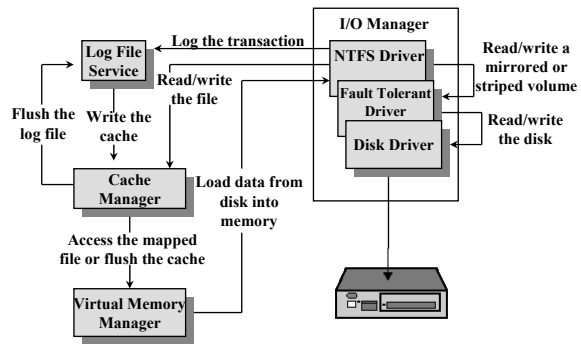 I/O Manager
Log File
Service
Log the transaction
NTFS Driver
Read/write a
mirrored or
striped volume
Read/write
the file
Fault Tolerant
Driver
Flush the
log file
Write the
cache
Read/write
the disk
Disk Driver
Cache
Manager
Load data from
disk into
memory
Access the mapped
file or flush the cache
Virtual Memory
Manager